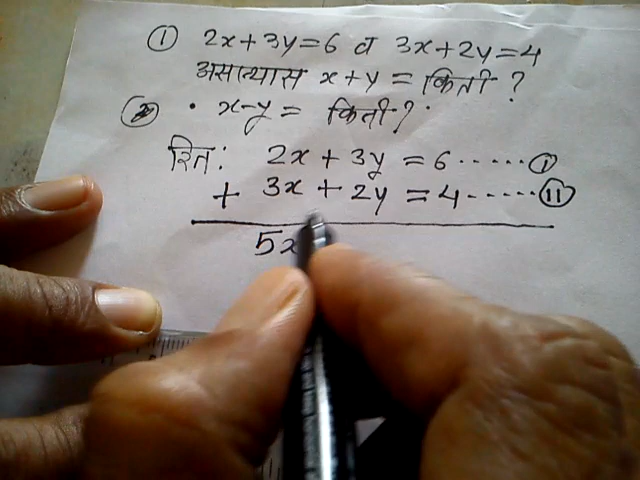 ① 2x+3y=6 व 3x+2y=4
असल्यास x+y = किती ?
② • x-y = किती ?
रित: 2x + 3y = 6 ...... ①
+ 3x + 2y = 4 ...... ⑪
5x